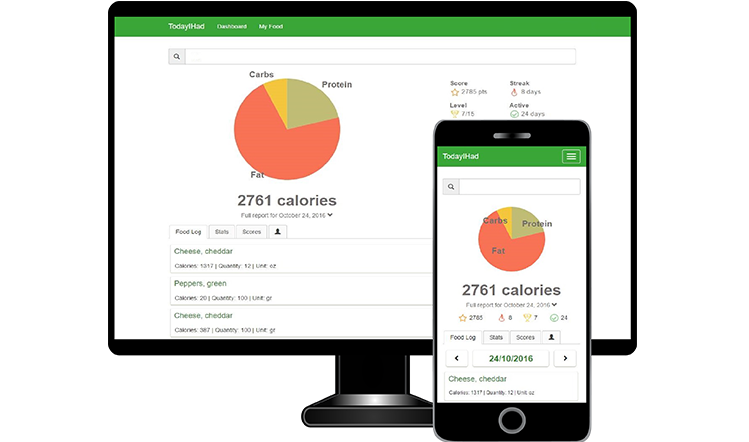 TodayIHad Dashboard My Food
Carbs
Protein
Fat
2761 calories
Full report for October 24, 2016
Score Streak
2785 pts 8 days
Level Active
7/15 24 days
Food Log Stats Scores
Cheese, cheddar
Calories: 1317 | Quantity: 12 | Unit: oz
Peppers, green
Calories: 20 | Quantity: 100 | Unit: gr
Cheese, cheddar
Calories: 387 | Quantity: 100 | Unit: gr
TodayIHad
Carbs
Protein
Fat
2761 calories
Full report for October 24, 2016
2785 8 7 24
Food Log Stats Scores
24/10/2016
Cheese, cheddar
Calories: 1317 | Quantity: 12 | Unit: oz